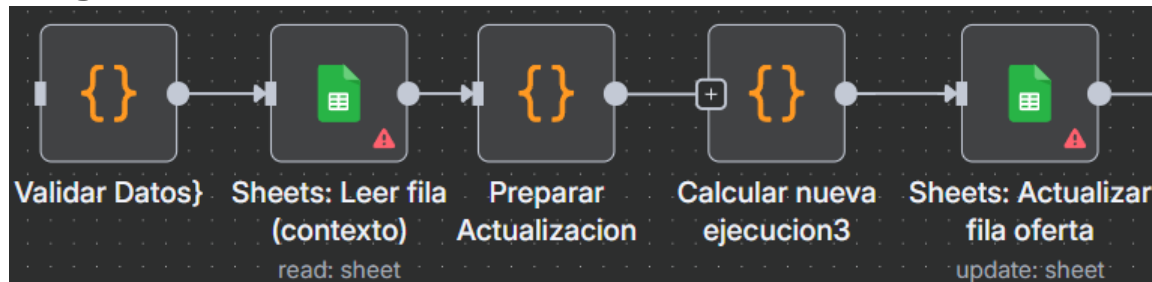 Validar Datos}
Sheets: Leer fila
(contexto)
read: sheet
Preparar
Actualizacion
Calcular nueva
ejecucion3
Sheets: Actualizar
fila oferta
update: sheet